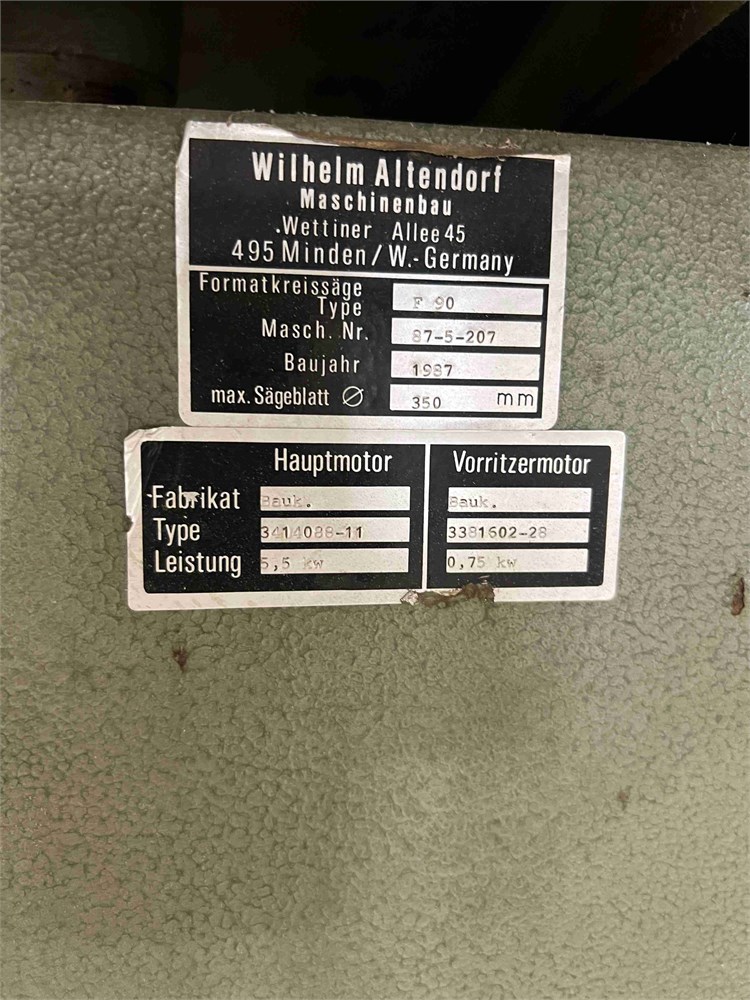 Wilhelm Altendorf
Maschinenbau
Wettiner Allee 45
495 Minden / W.-Germany
Formatkreissäge
Type F 90
Masch. Nr. 87-5-207
Baujahr 1987
max. Sägeblatt Ø 350 mm
Hauptmotor Vorritzermotor
Fabrikat Bauk. Bauk.
Type 3414088-11 3381602-28
Leistung 5,5 kw 0,75 kw